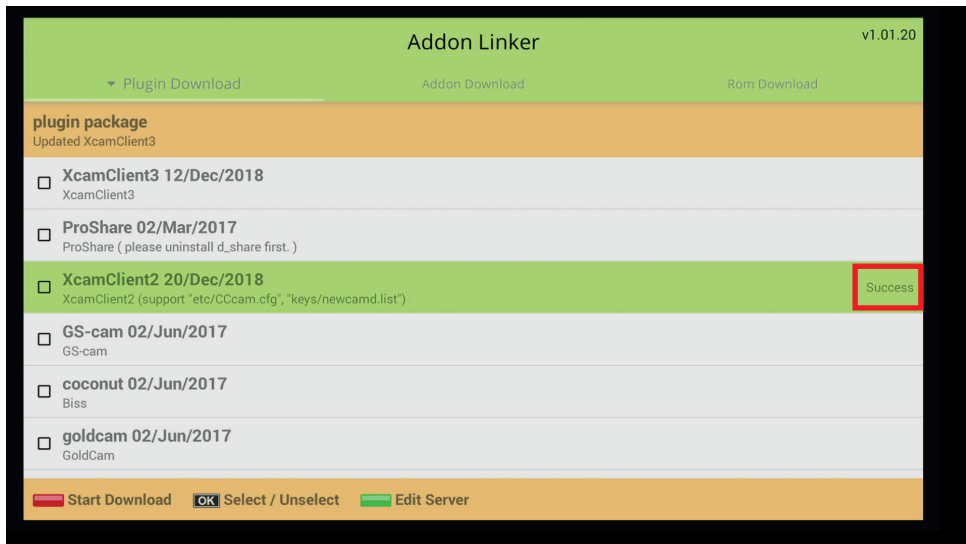 Addon Linker
v1.01.20
Plugin Download
Addon Download
Rom Download
plugin package
Updated XcamClient3
XcamClient3 12/Dec/2018
XcamClient3
ProShare 02/Mar/2017
ProShare ( please uninstall d_share first. )
XcamClient2 20/Dec/2018
XcamClient2 (support "etc/CCcam.cfg", "keys/newcamd.list")
Success
GS-cam 02/Jun/2017
GS-cam
coconut 02/Jun/2017
Biss
goldcam 02/Jun/2017
GoldCam
Start Download
OK Select / Unselect
Edit Server